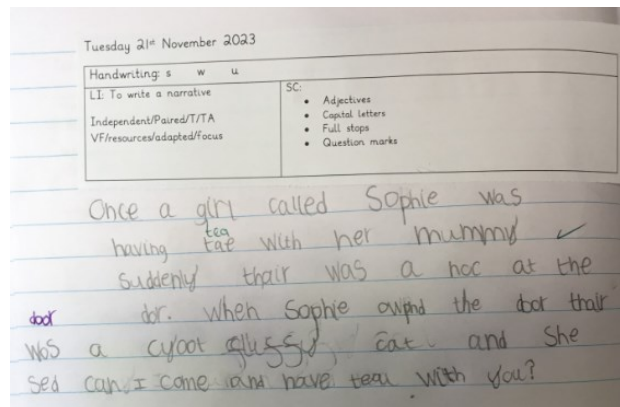 Tuesday 21st November 2023
Handwriting: s w u
LI: To write a narrative
Independent/Paired/T/TA
VF/resources/adapted/focus
SC:
• Adjectives
• Capital letters
• Full stops
• Question marks
Once a girl called Sophie was
tea
having tae with her mummy ✓
suddenly thair was a noc at the
door dor. When Sophie owpnd the door thair
was a cyoot gluffy cat. and She
sed can I come and have teau with you?